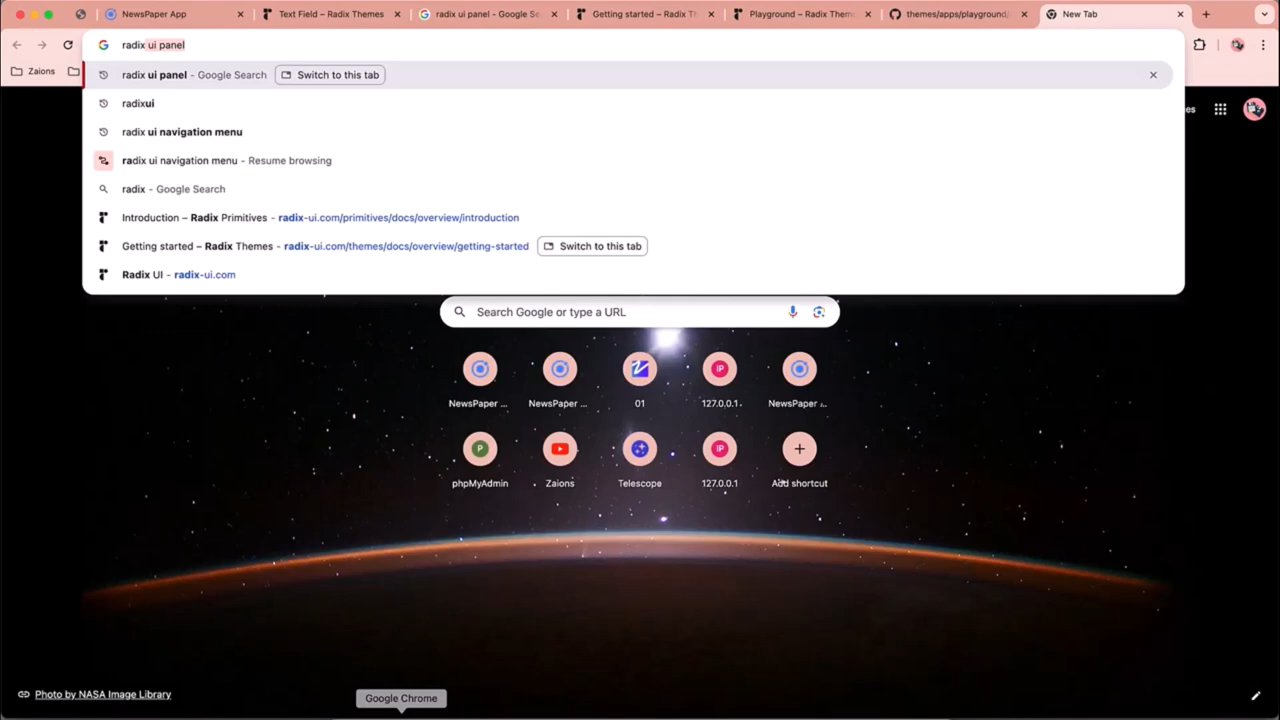 NewsPaper App
Text Field – Radix Themes
radix ui panel - Google Se
Getting started – Radix Th
Playground – Radix Theme
themes/apps/playground/
New Tab
radix ui panel
Zaions
radix ui panel - Google Search
Switch to this tab
es
radixui
radix ui navigation menu
radix ui navigation menu - Resume browsing
radix - Google Search
Introduction – Radix Primitives - radix-ui.com/primitives/docs/overview/introduction
Getting started – Radix Themes - radix-ui.com/themes/docs/overview/getting-started
Switch to this tab
Radix UI - radix-ui.com
Search Google or type a URL
IP
NewsPaper ...
NewsPaper ...
01
127.0.0.1
NewsPaper ...
P
IP
phpMyAdmin
Zaions
Telescope
127.0.0.1
Add shortcut
Photo by NASA Image Library
Google Chrome